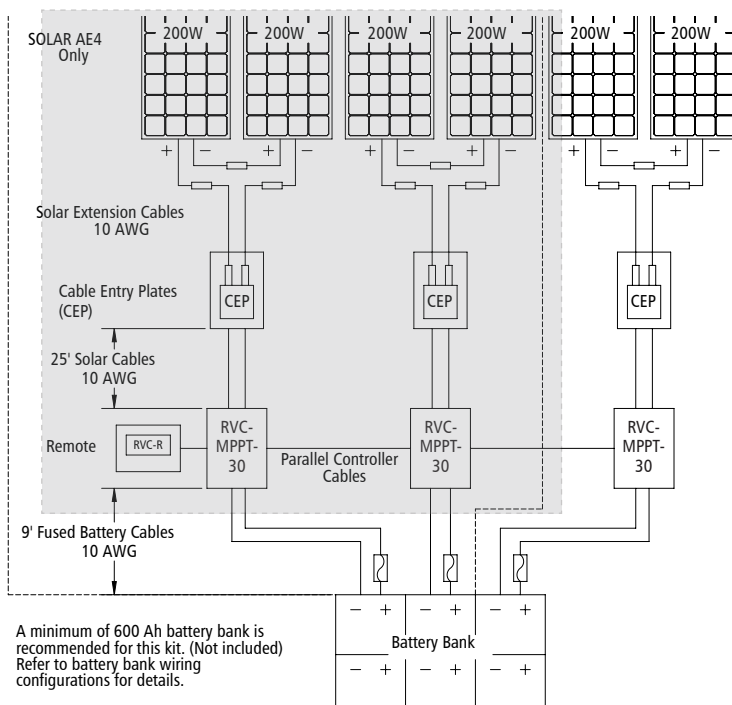 SOLAR AE4
Only
200W 200W 200W 200W 200W 200W
+ − + − + −
Solar Extension Cables
10 AWG
Cable Entry Plates
(CEP)
CEP CEP CEP
25' Solar Cables
10 AWG
Remote
RVC-R
RVC-
MPPT-
30
Parallel Controller
Cables
RVC-
MPPT-
30
RVC-
MPPT-
30
9' Fused Battery Cables
10 AWG
− + − + − +
Battery Bank
− + − + − +
A minimum of 600 Ah battery bank is
recommended for this kit. (Not included)
Refer to battery bank wiring
configurations for details.